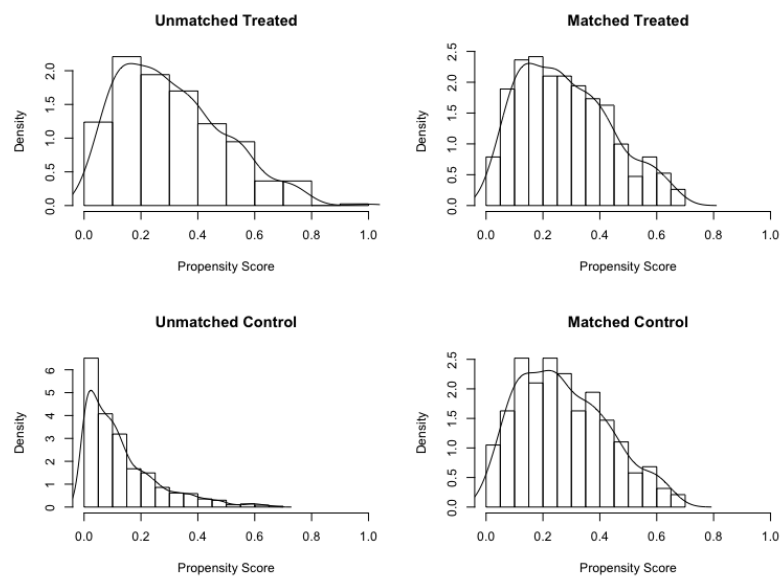 Unmatched Treated
Density
0.0 0.5 1.0 1.5 2.0
0.0 0.2 0.4 0.6 0.8 1.0
Propensity Score
Matched Treated
Density
0.0 0.5 1.0 1.5 2.0 2.5
0.0 0.2 0.4 0.6 0.8 1.0
Propensity Score
Unmatched Control
Density
0 1 2 3 4 5 6
0.0 0.2 0.4 0.6 0.8 1.0
Propensity Score
Matched Control
Density
0.0 0.5 1.0 1.5 2.0 2.5
0.0 0.2 0.4 0.6 0.8 1.0
Propensity Score